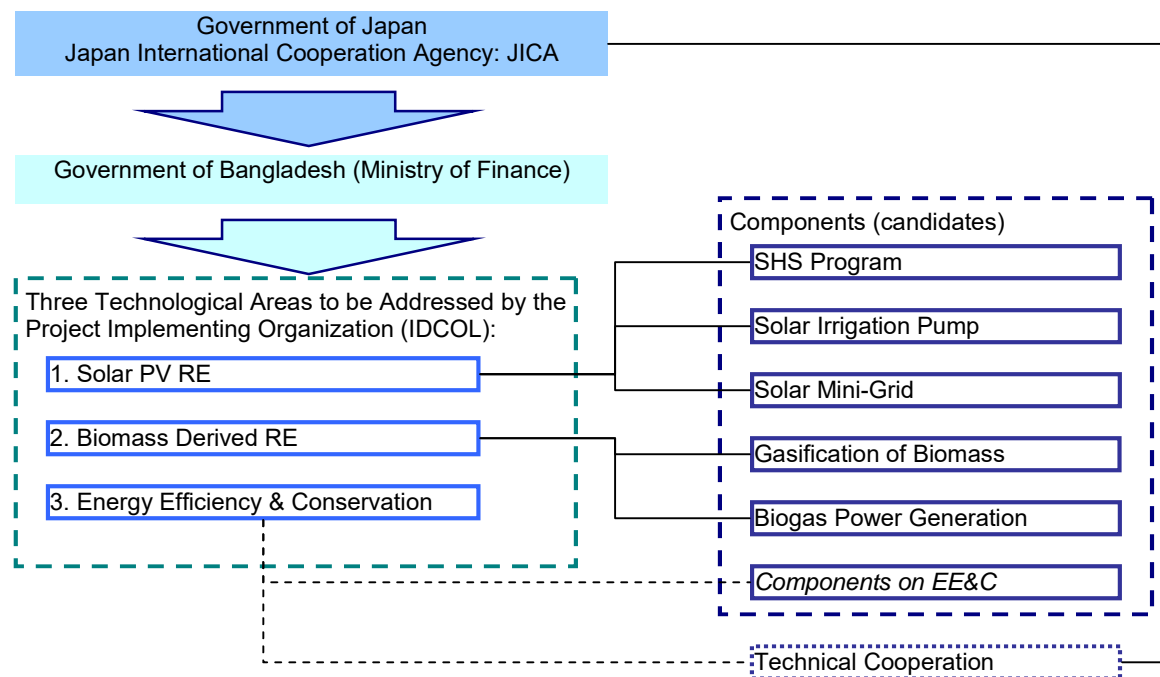 Government of Japan
Japan International Cooperation Agency: JICA
Government of Bangladesh (Ministry of Finance)
Three Technological Areas to be Addressed by the
Project Implementing Organization (IDCOL):
1. Solar PV RE
2. Biomass Derived RE
3. Energy Efficiency & Conservation
Components (candidates)
SHS Program
Solar Irrigation Pump
Solar Mini-Grid
Gasification of Biomass
Biogas Power Generation
Components on EE&C
Technical Cooperation